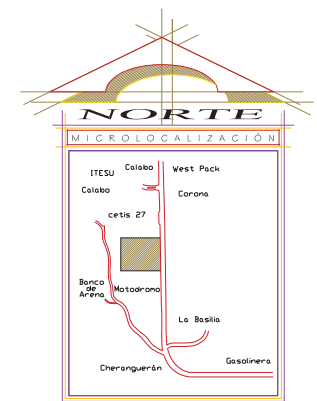 NORTE
MICROLOCALIZACIÓN
Calabo
West Pack
ITESU
Calabo
Corona
cetis 27
Banco
de
Arena
Motodromo
La Basilia
Gasolinera
Cheranguerán